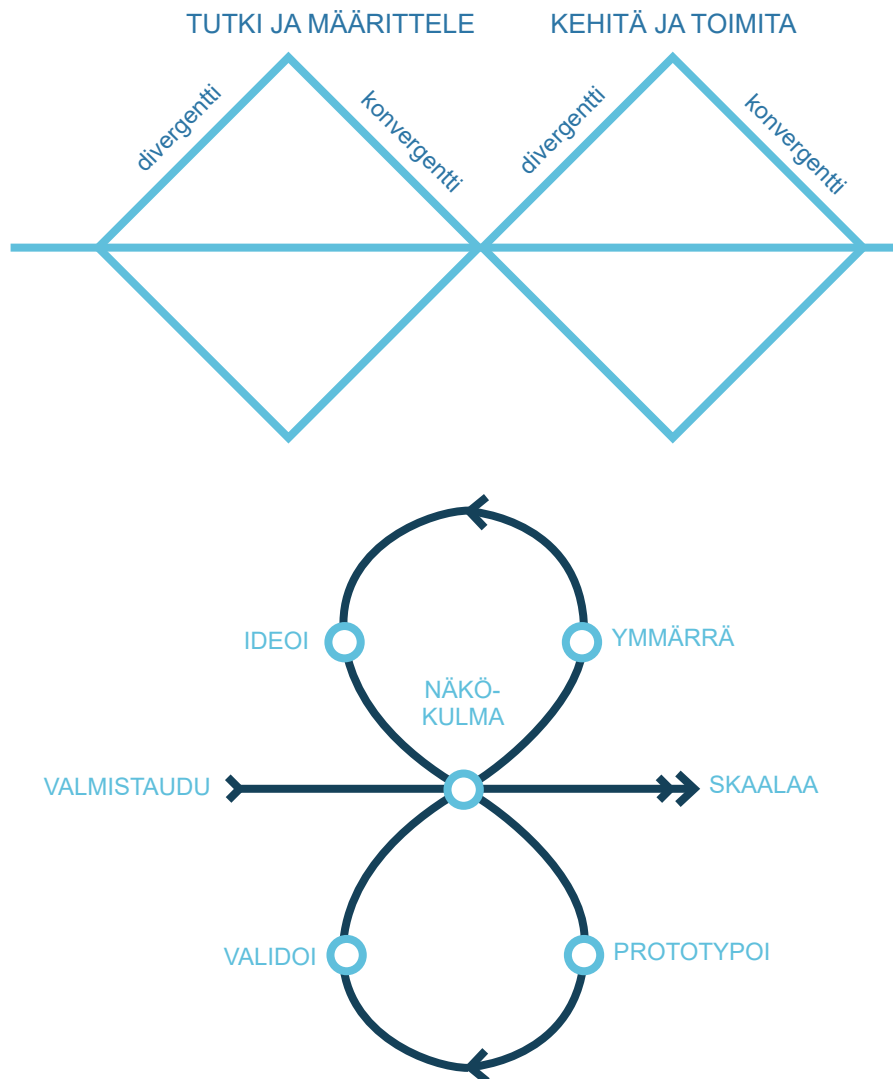 TUTKI JA MÄÄRITTELE
KEHITÄ JA TOIMITA
divergentti
konvergentti
divergentti
konvergentti
IDEOI
YMMÄRRÄ
NÄKÖ-
KULMA
VALMISTAUDU
SKAALAA
VALIDOI
PROTOTYPOI